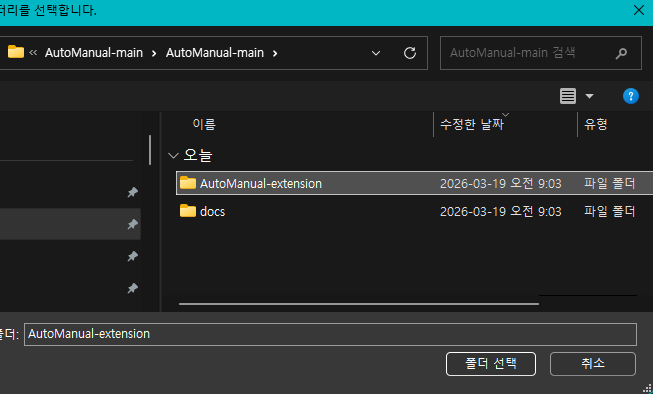 터리를 선택합니다.
« AutoManual-main > AutoManual-main >
AutoManual-main 검색
이름 수정한 날짜 유형
오늘
AutoManual-extension 2026-03-19 오전 9:03 파일 폴더
docs 2026-03-19 오전 9:03 파일 폴더
폴더: AutoManual-extension
폴더 선택 취소